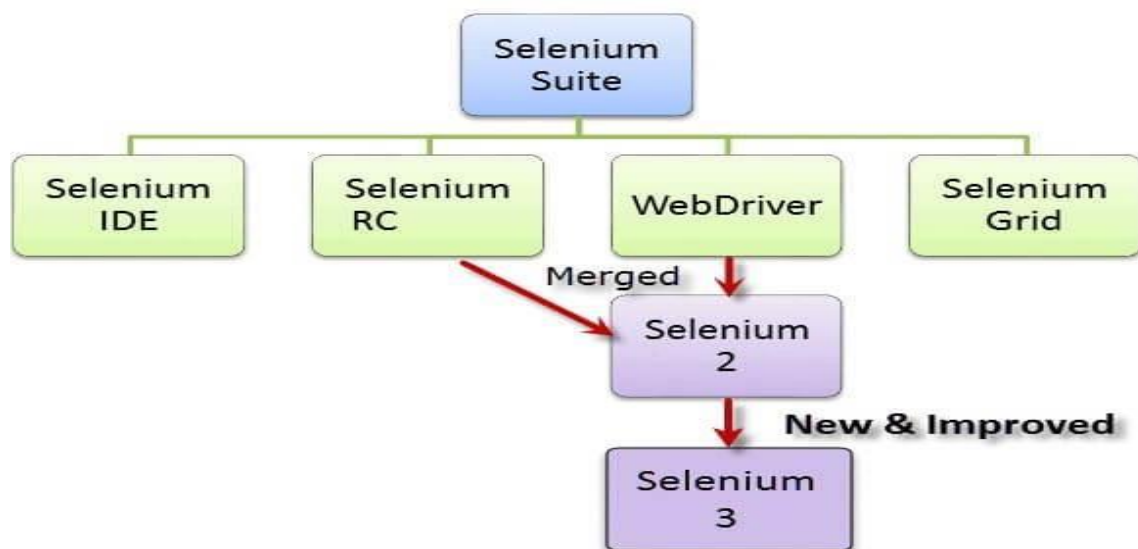 Selenium
Suite
Selenium
IDE
Selenium
RC
WebDriver
Selenium
Grid
Merged
Selenium
2
New & Improved
Selenium
3